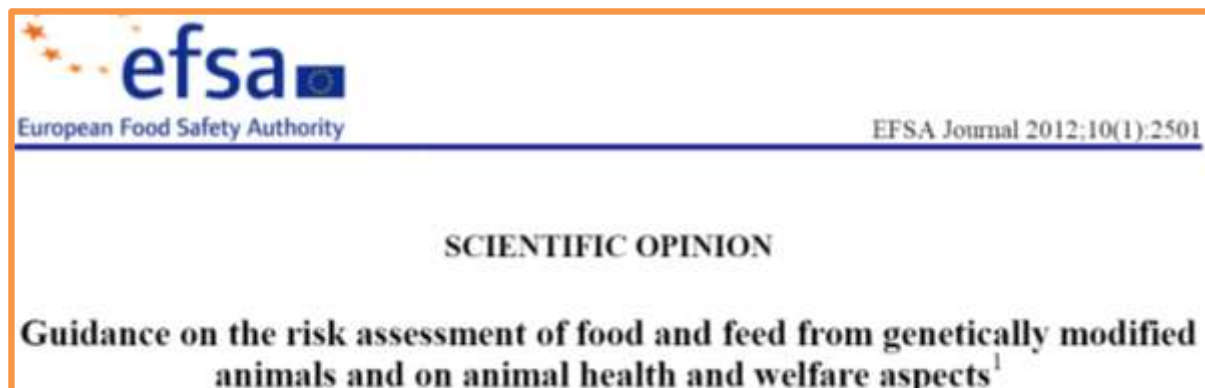 efsa
European Food Safety Authority
EFSA Journal 2012;10(1):2501
SCIENTIFIC OPINION
Guidance on the risk assessment of food and feed from genetically modified
animals and on animal health and welfare aspects¹